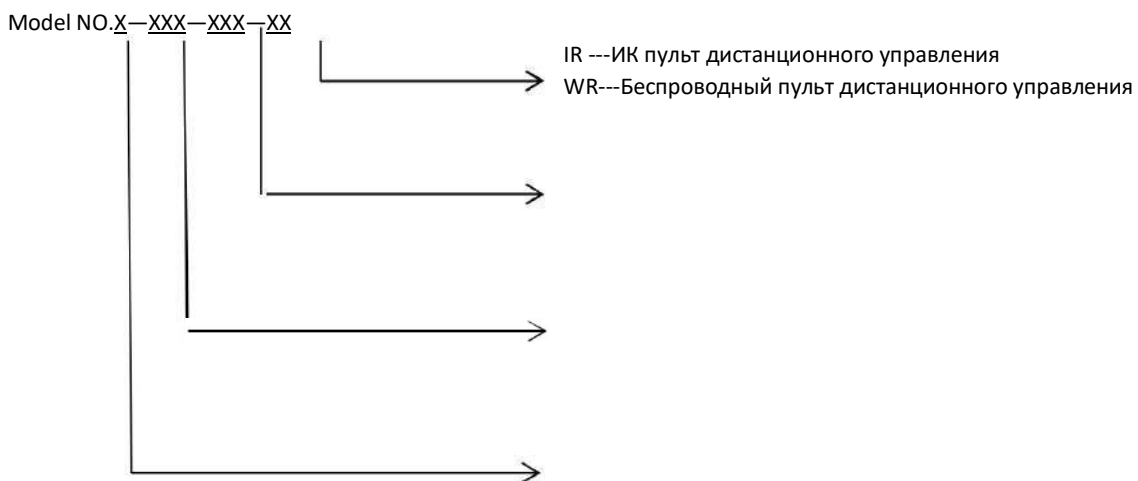 Model NO.X—XXX—XXX—XX
IR ---ИК пульт дистанционного управления
WR---Беспроводный пульт дистанционного управления